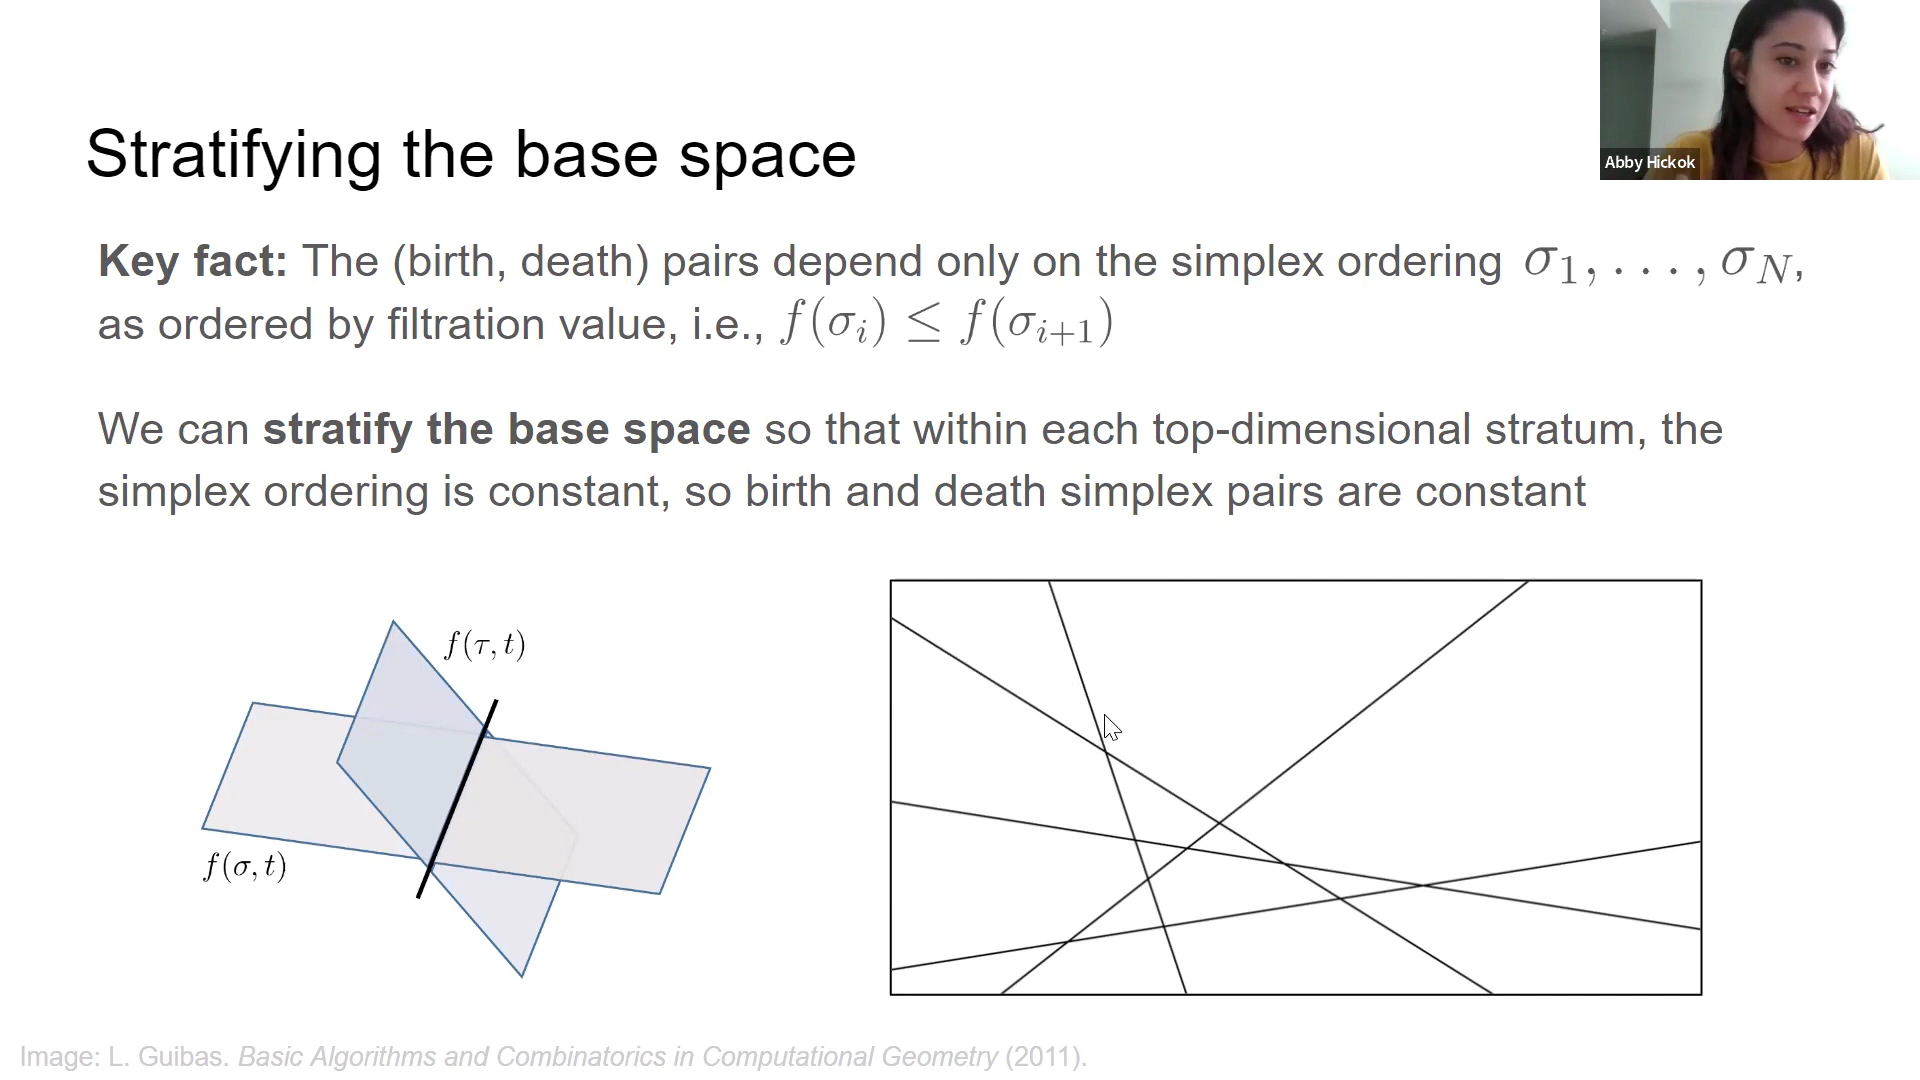 Abby Hickok
Stratifying the base space
Key fact: The (birth, death) pairs depend only on the simplex ordering σ₁, . . . , σ_N,
as ordered by filtration value, i.e., f(σᵢ) ≤ f(σᵢ₊₁)
We can stratify the base space so that within each top-dimensional stratum, the
simplex ordering is constant, so birth and death simplex pairs are constant
f(τ, t)
f(σ, t)
Image: L. Guibas. Basic Algorithms and Combinatorics in Computational Geometry (2011).